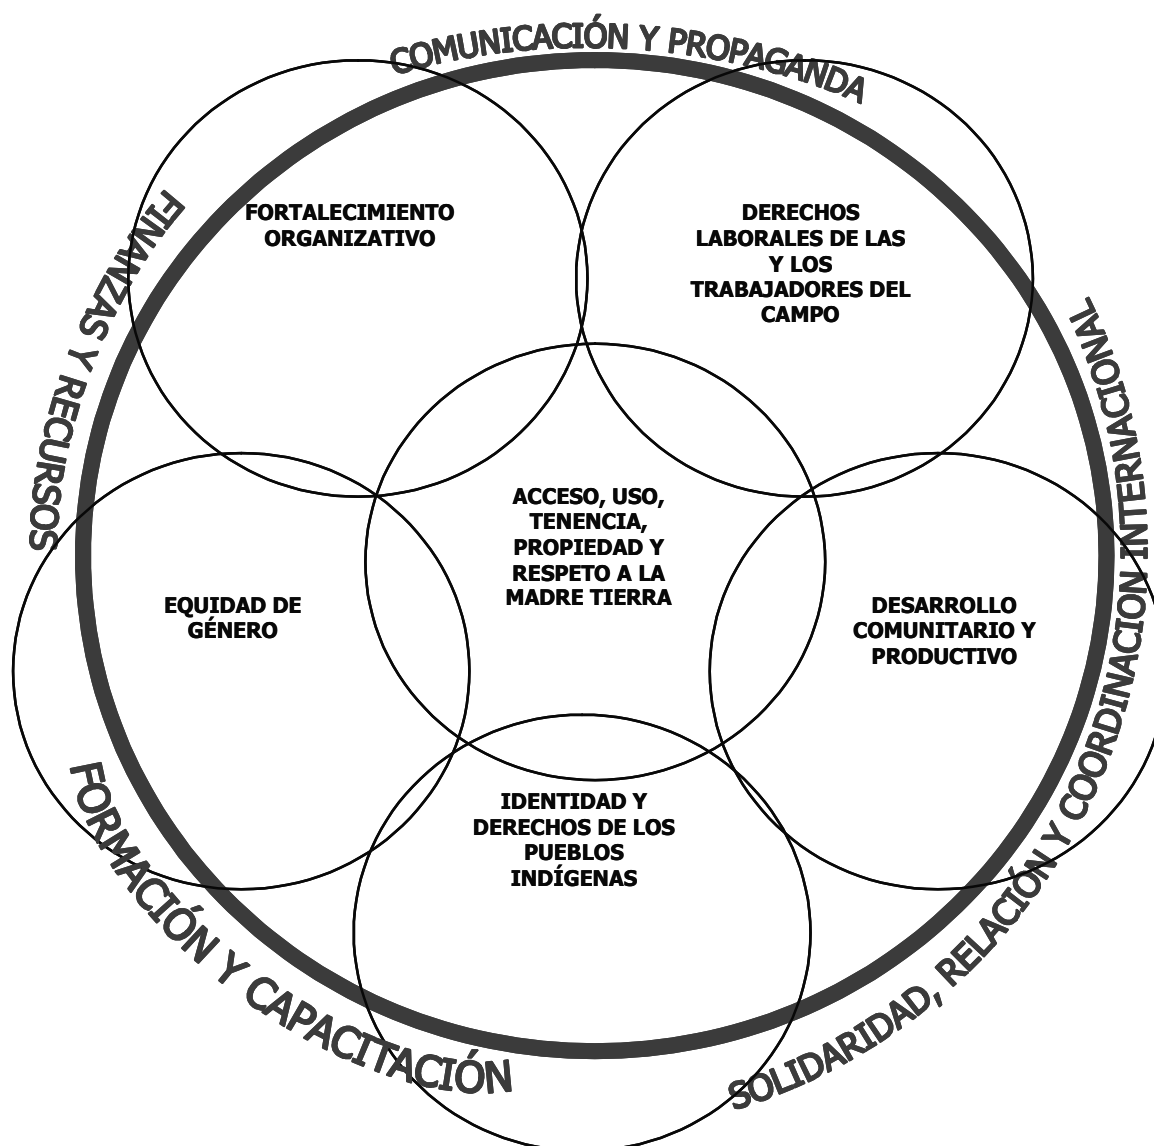 COMUNICACIÓN Y PROPAGANDA
FINANZAS Y RECURSOS
FORTALECIMIENTO
ORGANIZATIVO
DERECHOS
LABORALES DE LAS
Y LOS
TRABAJADORES DEL
CAMPO
ACCESO, USO,
TENENCIA,
PROPIEDAD Y
RESPETO A LA
MADRE TIERRA
EQUIDAD DE
GÉNERO
DESARROLLO
COMUNITARIO Y
PRODUCTIVO
IDENTIDAD Y
DERECHOS DE LOS
PUEBLOS
INDÍGENAS
FORMACIÓN Y CAPACITACIÓN
SOLIDARIDAD, RELACIÓN Y COORDINACION INTERNACIONAL